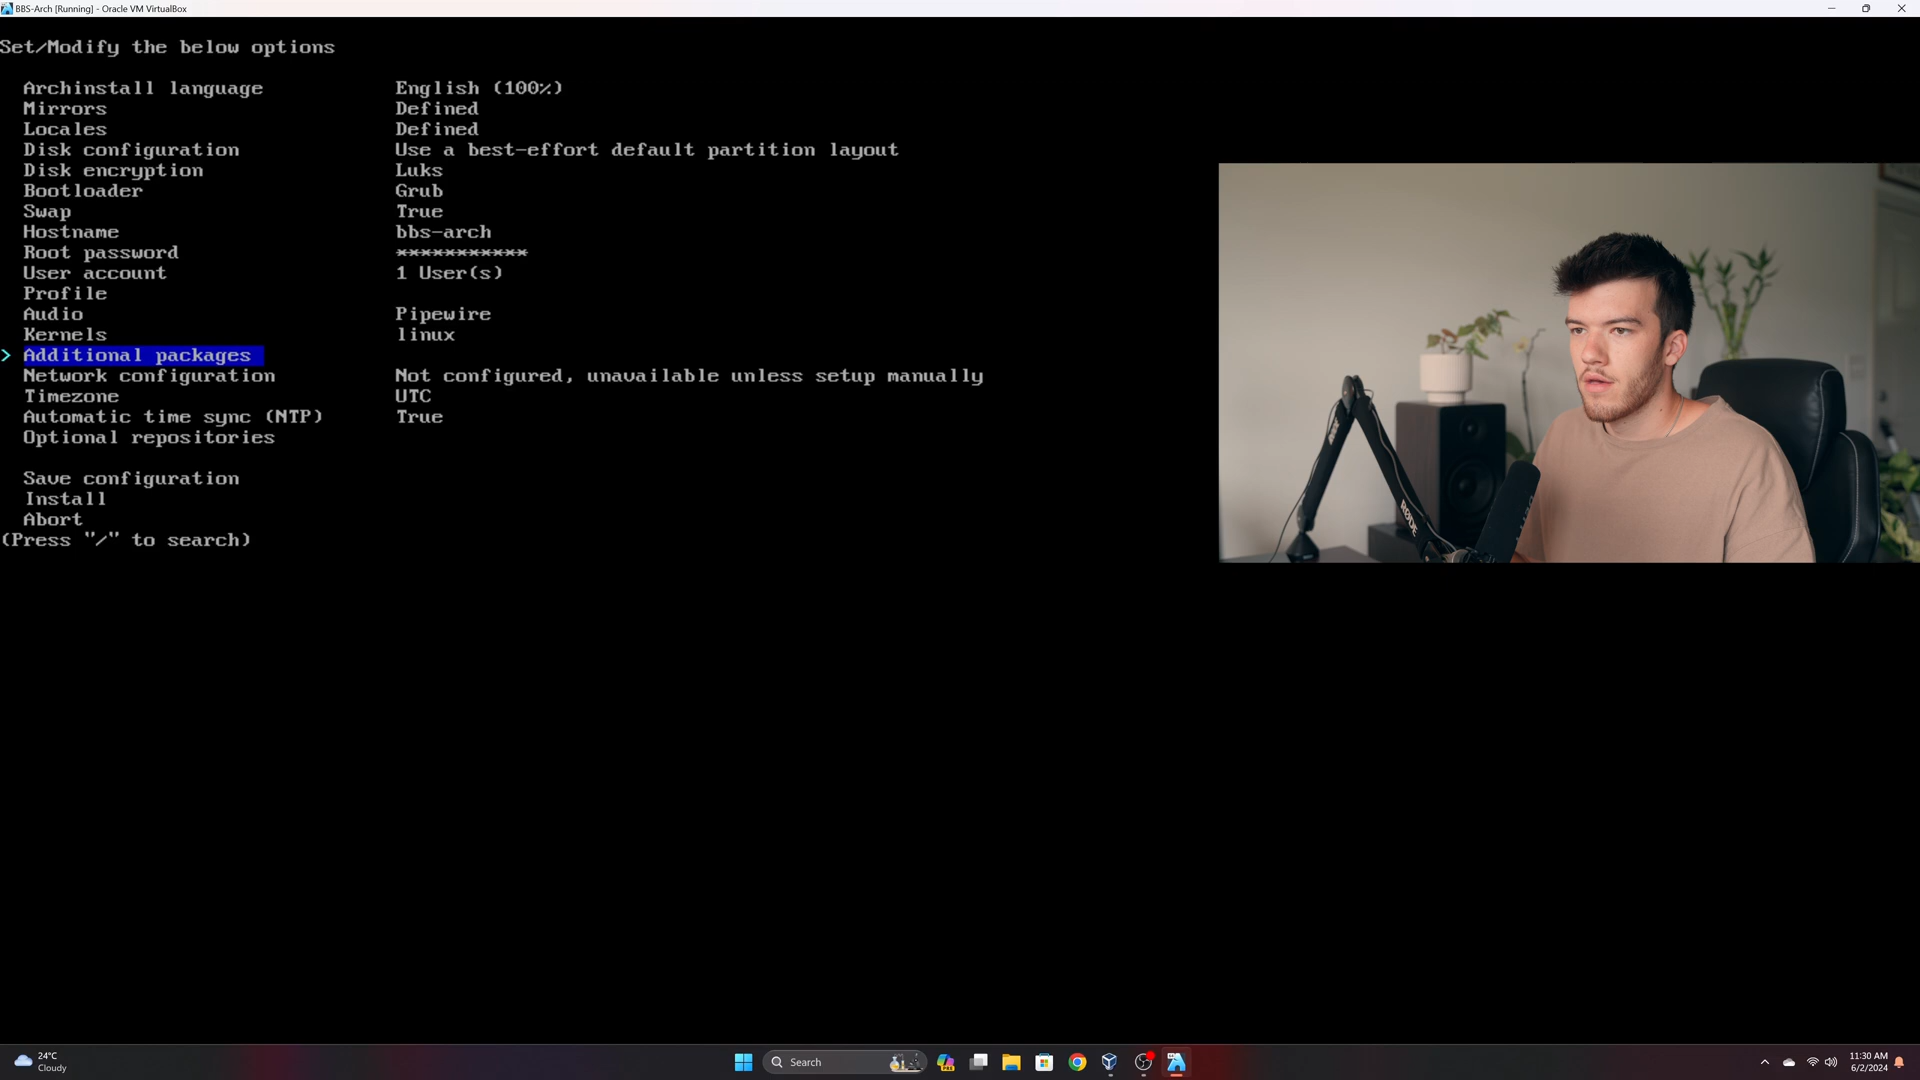 BBS-Arch [Running] - Oracle VM VirtualBox
Set/Modify the below options
Archinstall language English (100%)
Mirrors Defined
Locales Defined
Disk configuration Use a best-effort default partition layout
Disk encryption Luks
Bootloader Grub
Swap True
Hostname bbs-arch
Root password ***********
User account 1 User(s)
Profile
Audio Pipewire
Kernels linux
> Additional packages
Network configuration Not configured, unavailable unless setup manually
Timezone UTC
Automatic time sync (NTP) True
Optional repositories
Save configuration
Install
Abort
(Press "/" to search)
RØDE
24°C
Cloudy
Search
11:30 AM
6/2/2024